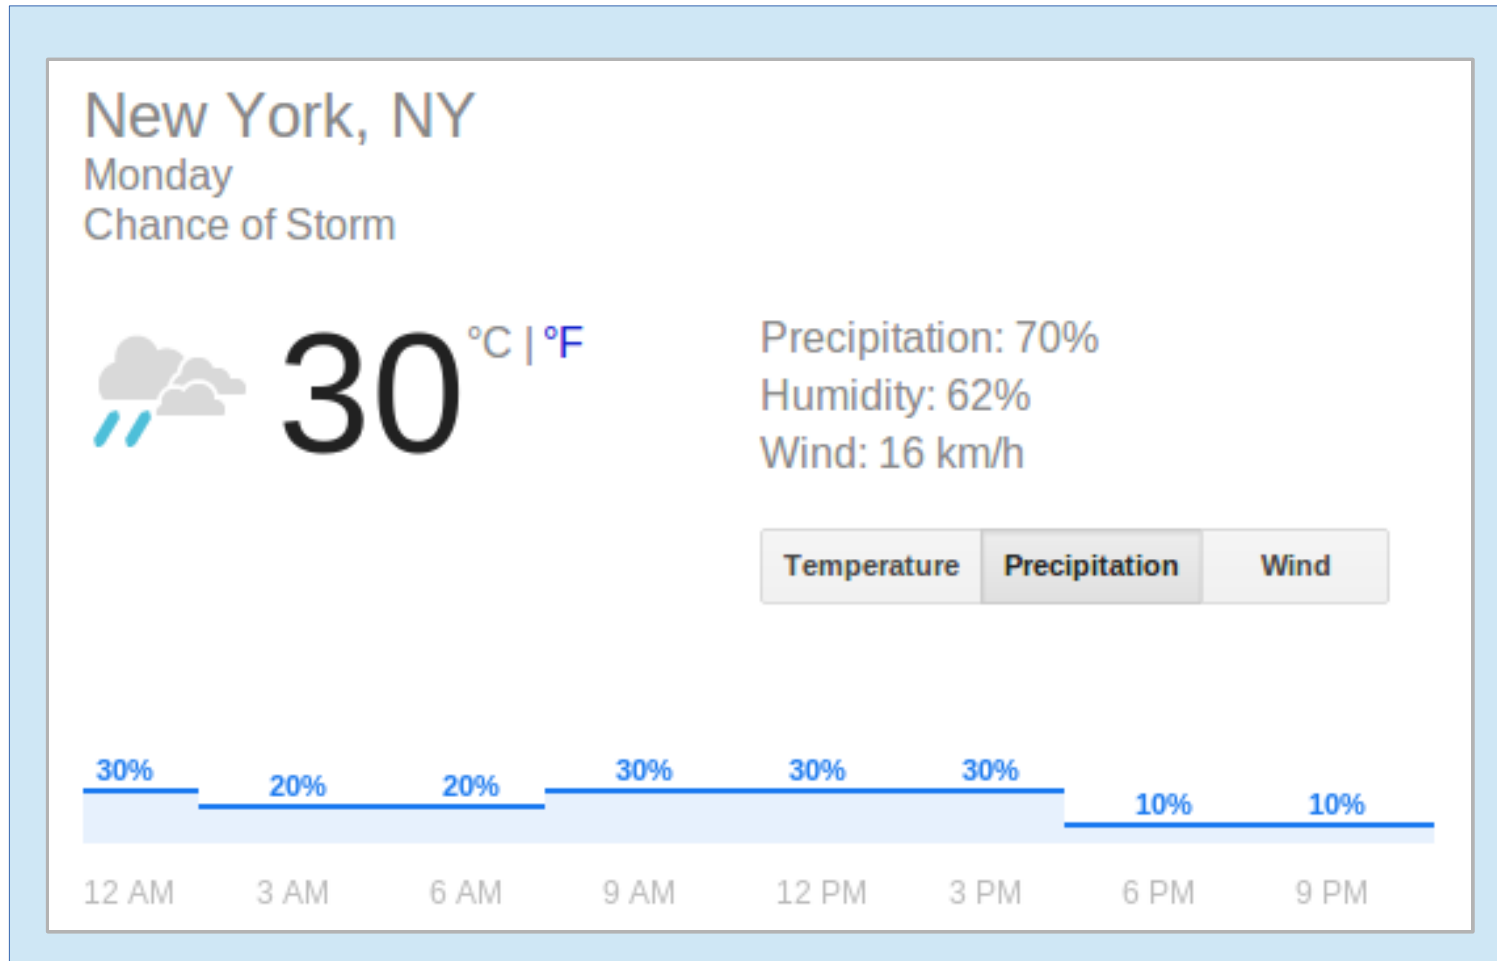 New York, NY
Monday
Chance of Storm
30 °C | °F
Precipitation: 70%
Humidity: 62%
Wind: 16 km/h
Temperature Precipitation Wind
30% 20% 20% 30% 30% 30% 10% 10%
12 AM 3 AM 6 AM 9 AM 12 PM 3 PM 6 PM 9 PM